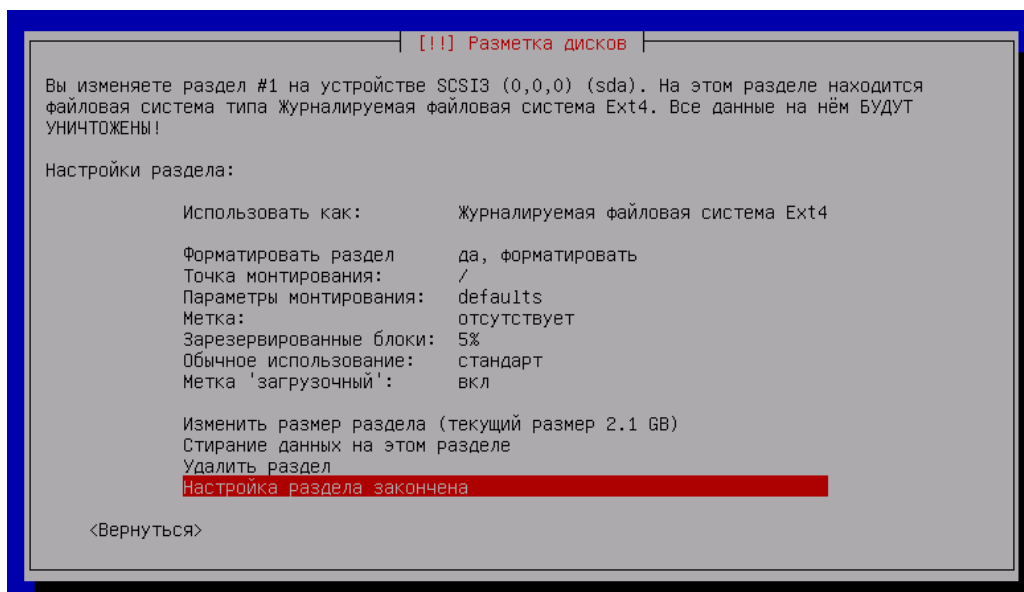 [!!] Разметка дисков
Вы изменяете раздел #1 на устройстве SCSI3 (0,0,0) (sda). На этом разделе находится
файловая система типа Журналируемая файловая система Ext4. Все данные на нём БУДУТ
УНИЧТОЖЕНЫ!
Настройки раздела:
Использовать как: Журналируемая файловая система Ext4
Форматировать раздел да, форматировать
Точка монтирования: /
Параметры монтирования: defaults
Метка: отсутствует
Зарезервированные блоки: 5%
Обычное использование: стандарт
Метка 'загрузочный': вкл
Изменить размер раздела (текущий размер 2.1 GB)
Стирание данных на этом разделе
Удалить раздел
Настройка раздела закончена
<Вернуться>